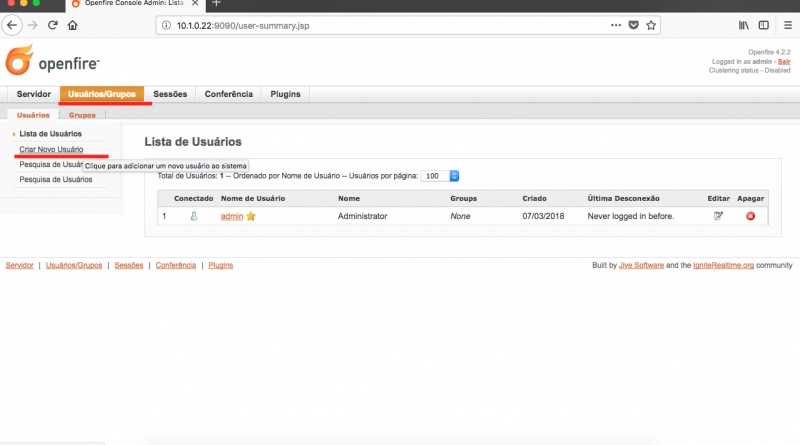 Openfire Console Admin: Lista
10.1.0.22:9090/user-summary.jsp
openfire™
Openfire 4.2.2
Logged in as admin - Sair
Clustering status - Disabled
Servidor Usuários/Grupos Sessões Conferência Plugins
Usuários Grupos
Lista de Usuários
Criar Novo Usuário
Clique para adicionar um novo usuário ao sistema
Pesquisa de Usuár
Pesquisa de Usuários
Lista de Usuários
Total de Usuários: 1 -- Ordenado por Nome de Usuário -- Usuários por página: 100
Conectado Nome de Usuário Nome Groups Criado Última Desconexão Editar Apagar
1 admin Administrator None 07/03/2018 Never logged in before.
Servidor | Usuários/Grupos | Sessões | Conferência | Plugins
Built by Jive Software and the IgniteRealtime.org community